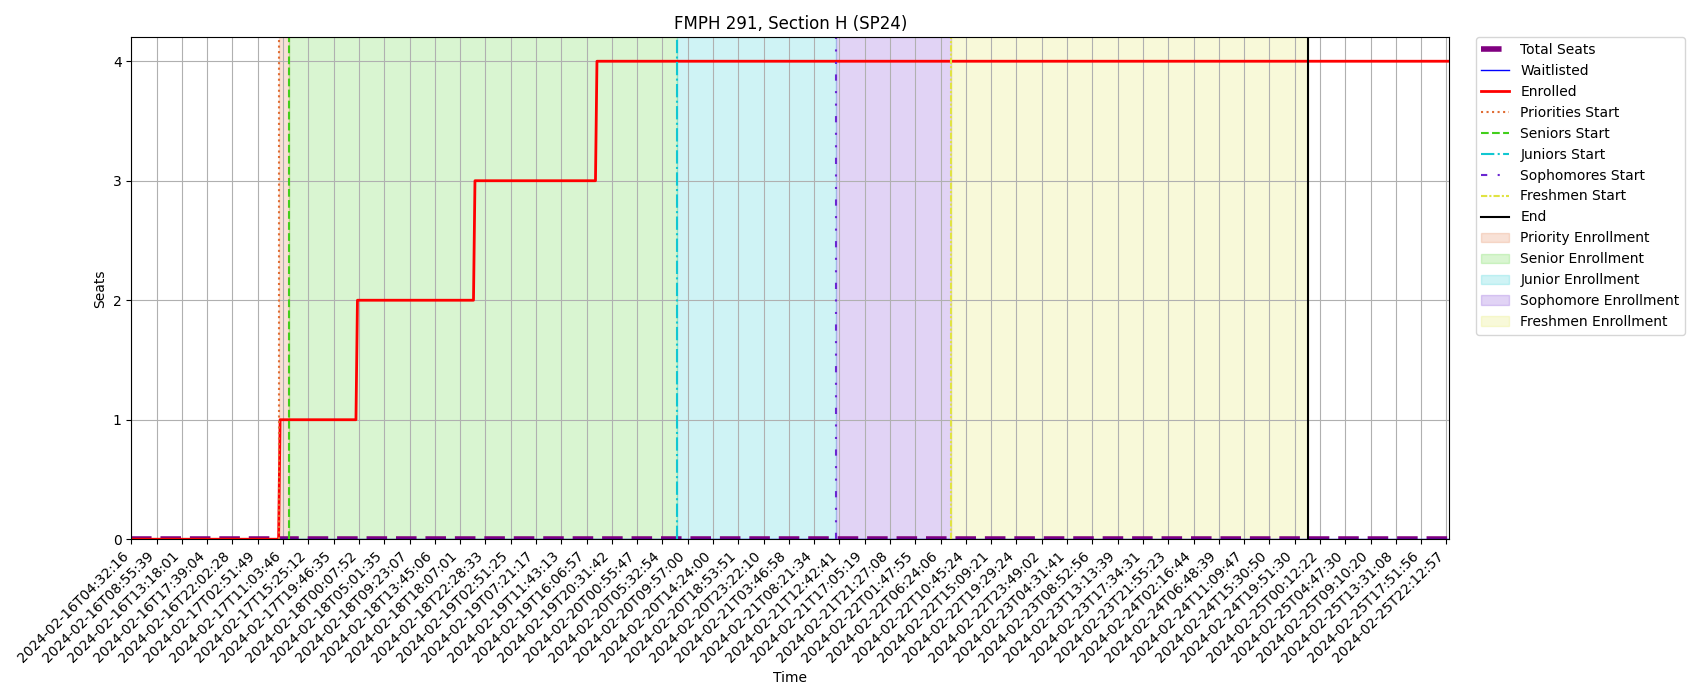 FMPH 291, Section H (SP24)
Seats
4
3
2
1
0
2024-02-16T04:32:16
2024-02-16T08:55:39
2024-02-16T13:18:01
2024-02-16T17:39:04
2024-02-16T22:02:28
2024-02-17T02:51:49
2024-02-17T11:03:46
2024-02-17T15:25:12
2024-02-17T19:46:35
2024-02-18T00:07:52
2024-02-18T05:01:35
2024-02-18T09:23:07
2024-02-18T13:45:06
2024-02-18T18:07:01
2024-02-18T22:28:33
2024-02-19T02:51:25
2024-02-19T07:21:17
2024-02-19T11:43:13
2024-02-19T16:06:57
2024-02-19T20:31:42
2024-02-20T00:55:47
2024-02-20T05:32:54
2024-02-20T09:57:00
2024-02-20T14:24:00
2024-02-20T18:53:51
2024-02-20T23:22:10
2024-02-21T03:46:58
2024-02-21T08:21:34
2024-02-21T12:42:41
2024-02-21T17:05:19
2024-02-21T21:27:08
2024-02-22T01:47:55
2024-02-22T06:24:06
2024-02-22T10:45:24
2024-02-22T15:09:21
2024-02-22T19:29:24
2024-02-22T23:49:02
2024-02-23T04:31:41
2024-02-23T08:52:56
2024-02-23T13:13:39
2024-02-23T17:34:31
2024-02-23T21:55:23
2024-02-24T02:16:44
2024-02-24T06:48:39
2024-02-24T11:09:47
2024-02-24T15:30:50
2024-02-24T19:51:30
2024-02-25T00:12:22
2024-02-25T04:47:30
2024-02-25T09:10:20
2024-02-25T13:31:08
2024-02-25T17:51:56
2024-02-25T22:12:57
Time
Total Seats
Waitlisted
Enrolled
Priorities Start
Seniors Start
Juniors Start
Sophomores Start
Freshmen Start
End
Priority Enrollment
Senior Enrollment
Junior Enrollment
Sophomore Enrollment
Freshmen Enrollment